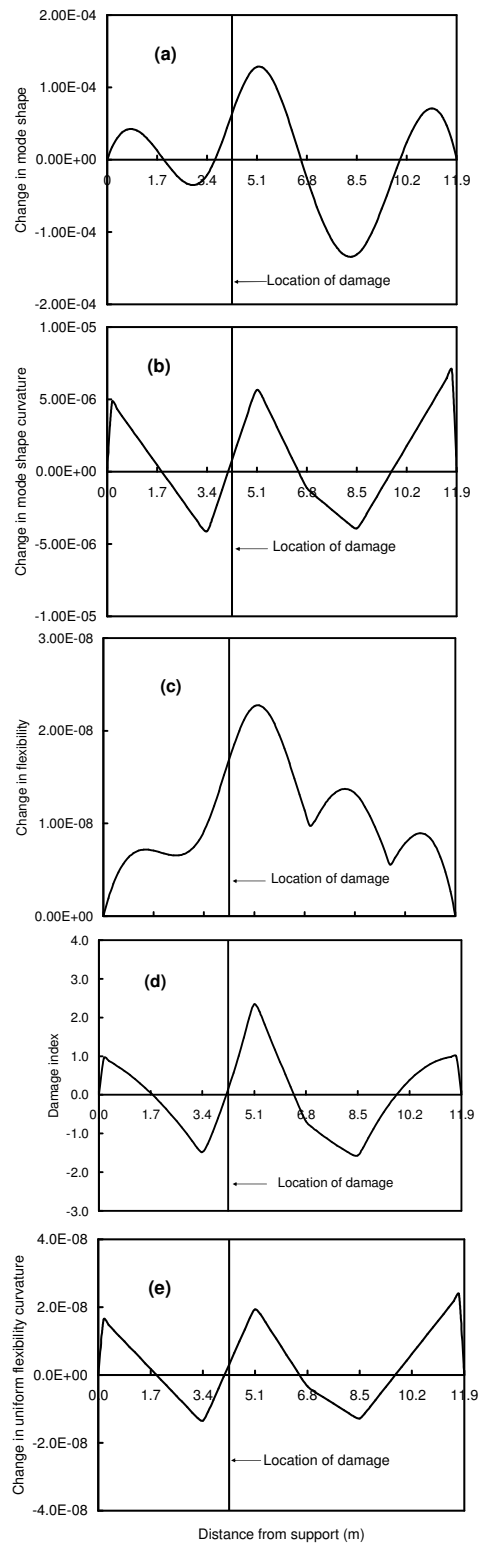 2.00E-04
(a)
1.00E-04
Change in mode shape
0.00E+00
0 1.7 3.4 5.1 6.8 8.5 10.2 11.9
-1.00E-04
Location of damage
-2.00E-04
1.00E-05
(b)
5.00E-06
Change in mode shape curvature
0.00E+00
0.0 1.7 3.4 5.1 6.8 8.5 10.2 11.9
-5.00E-06
Location of damage
-1.00E-05
3.00E-08
(c)
2.00E-08
Change in flexibility
1.00E-08
Location of damage
0.00E+00
4.0
(d)
3.0
2.0
Damage index
1.0
0.0
0.0 1.7 3.4 5.1 6.8 8.5 10.2 11.9
-1.0
-2.0
Location of damage
-3.0
4.0E-08
(e)
2.0E-08
Change in uniform flexibility curvature
0.0E+00
0.0 1.7 3.4 5.1 6.8 8.5 10.2 11.9
-2.0E-08
Location of damage
-4.0E-08
Distance from support (m)